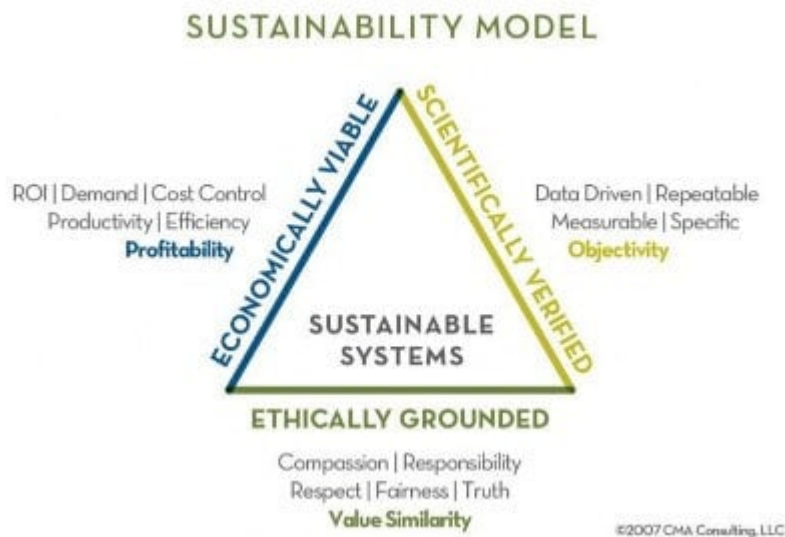 SUSTAINABILITY MODEL
ECONOMICALLY VIABLE
SCIENTIFICALLY VERIFIED
ROI | Demand | Cost Control
Productivity | Efficiency
Profitability
Data Driven | Repeatable
Measurable | Specific
Objectivity
SUSTAINABLE
SYSTEMS
ETHICALLY GROUNDED
Compassion | Responsibility
Respect | Fairness | Truth
Value Similarity
©2007 CMA Consulting, LLC